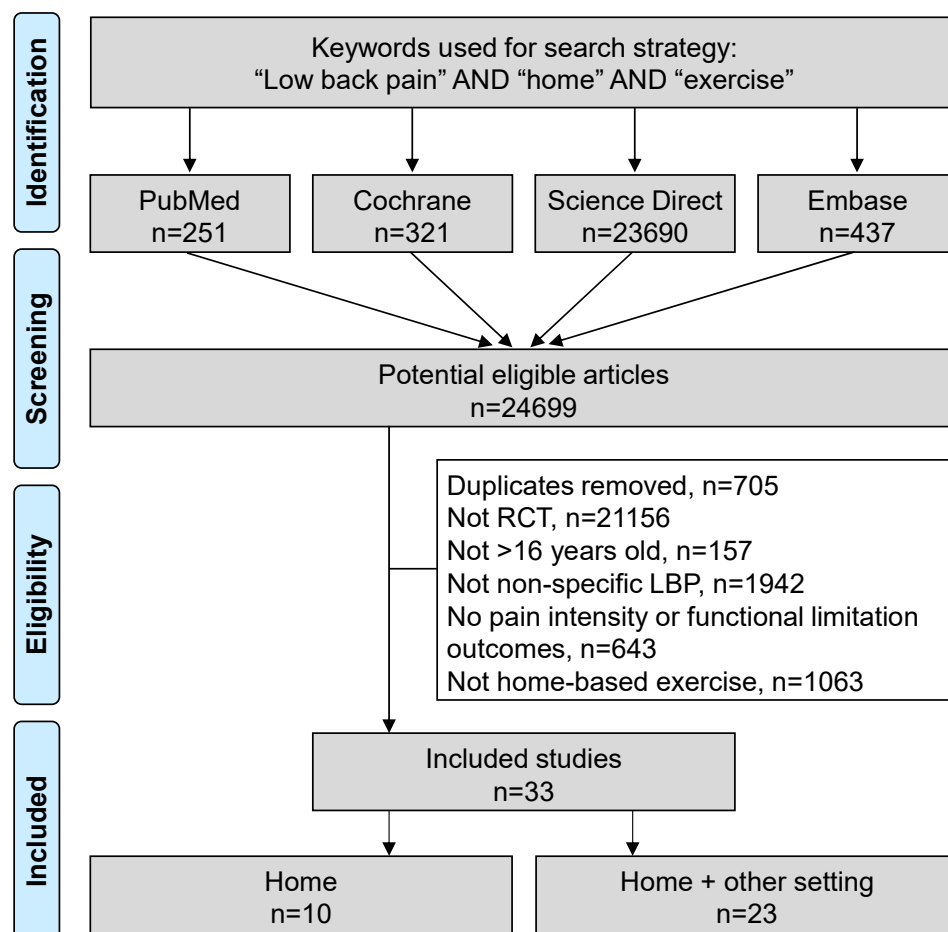 Identification
Keywords used for search strategy:
“Low back pain” AND “home” AND “exercise”
PubMed
n=251
Cochrane
n=321
Science Direct
n=23690
Embase
n=437
Screening
Potential eligible articles
n=24699
Eligibility
Duplicates removed, n=705
Not RCT, n=21156
Not >16 years old, n=157
Not non-specific LBP, n=1942
No pain intensity or functional limitation
outcomes, n=643
Not home-based exercise, n=1063
Included
Included studies
n=33
Home
n=10
Home + other setting
n=23